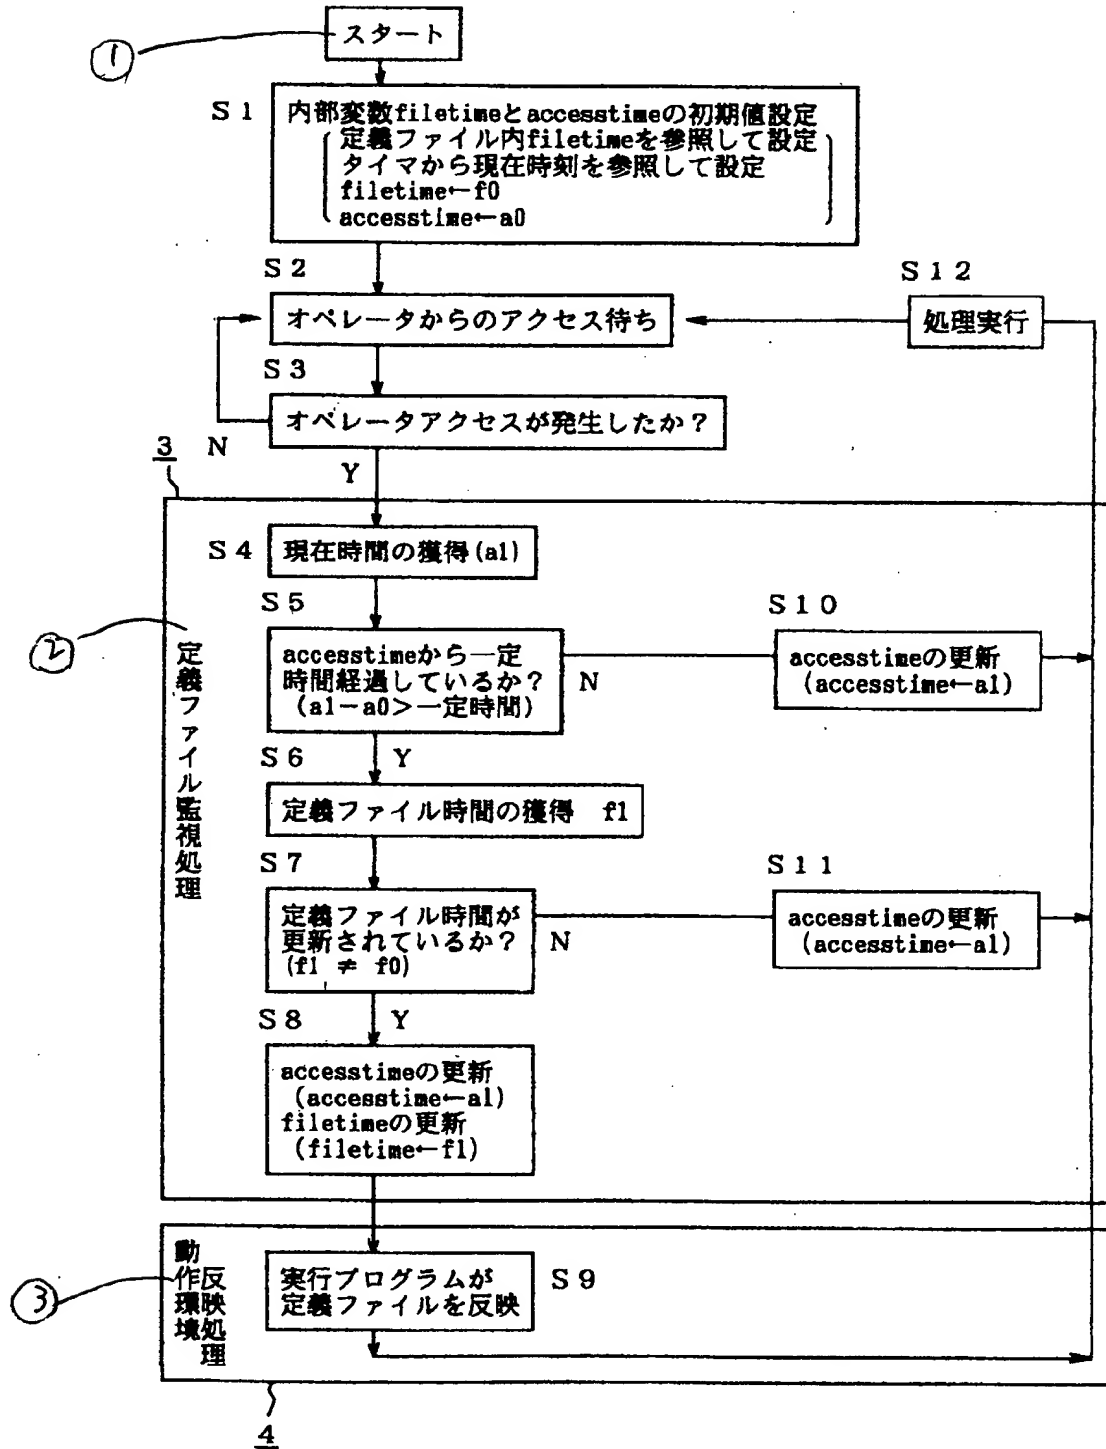 ①
スタート
S1
内部変数filetimeとaccesstimeの初期値設定
定義ファイル内filetimeを参照して設定
タイマから現在時刻を参照して設定
filetime←f0
accesstime←a0
S2
オペレータからのアクセス待ち
S12
処理実行
S3
オペレータアクセスが発生したか？
N
Y
3
S4
現在時間の獲得(a1)
②
定義ファイル監視処理
S5
accesstimeから一定
時間経過しているか？
(a1-a0>一定時間)
N
S10
accesstimeの更新
(accesstime←a1)
S6
Y
定義ファイル時間の獲得 f1
S7
定義ファイル時間が
更新されているか？
(f1 ≠ f0)
N
S11
accesstimeの更新
(accesstime←a1)
S8
Y
accesstimeの更新
(accesstime←a1)
filetimeの更新
(filetime←f1)
③
動作環境
反映処理
実行プログラムが
定義ファイルを反映
S9
4